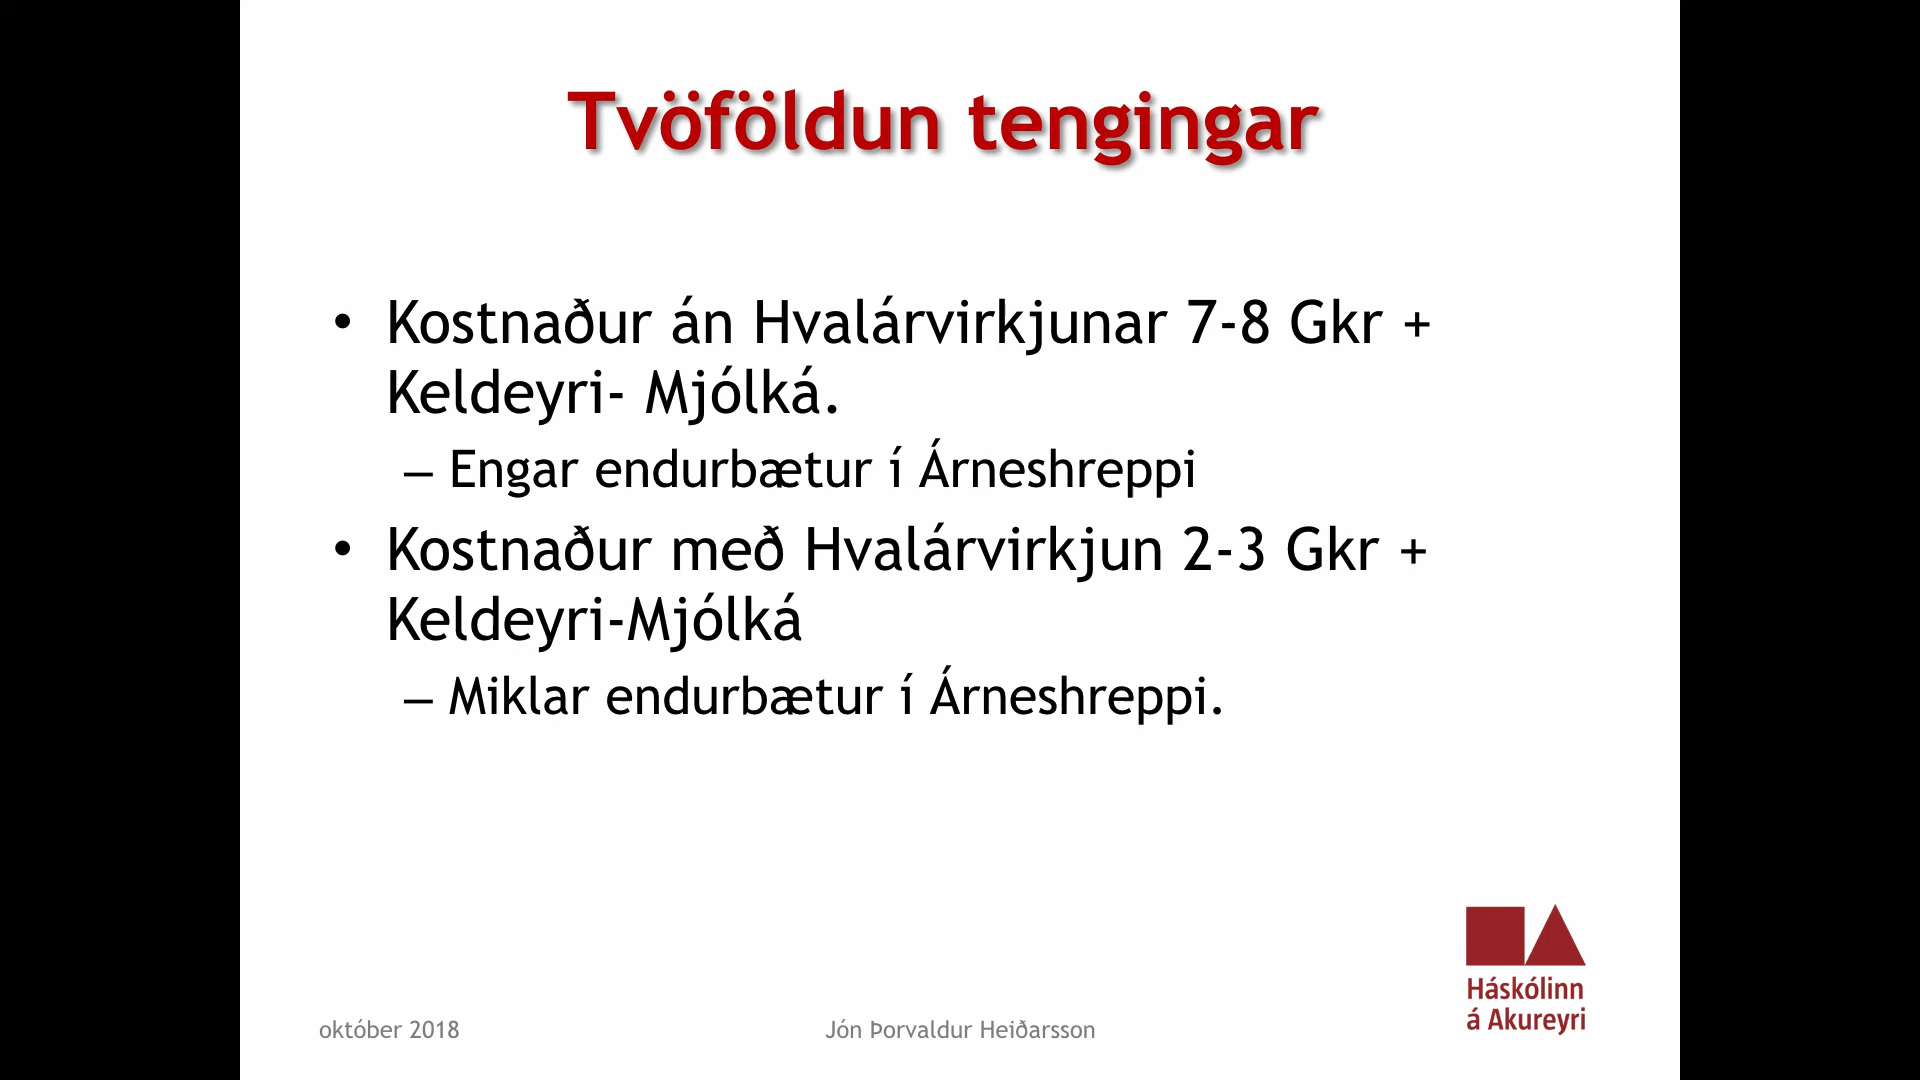 Tvöföldun tengingar
• Kostnaður án Hvalárvirkjunar 7-8 Gkr +
Keldeyri- Mjólká.
– Engar endurbætur í Árneshreppi
• Kostnaður með Hvalárvirkjun 2-3 Gkr +
Keldeyri-Mjólká
– Miklar endurbætur í Árneshreppi.
Háskólinn
á Akureyri
október 2018
Jón Þorvaldur Heiðarsson